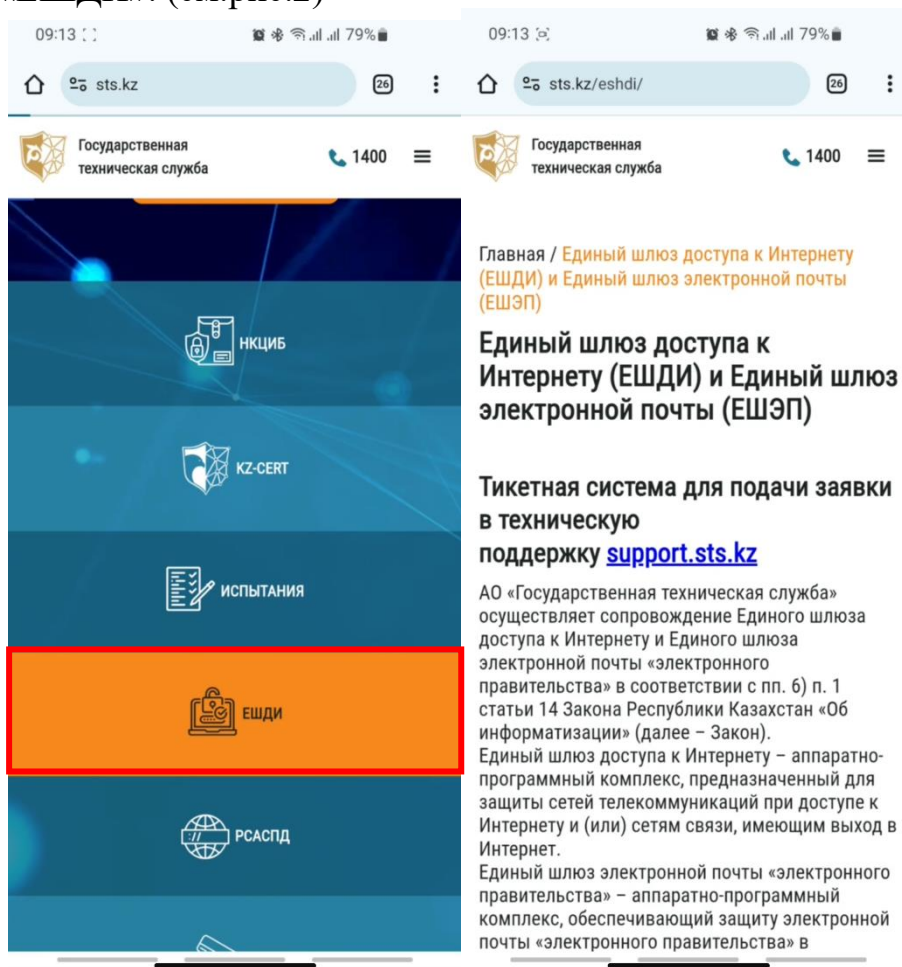 09:13
79%
sts.kz
26
Государственная
техническая служба
1400
НКЦИБ
KZ-CERT
ИСПЫТАНИЯ
ЕШДИ
РСАСПД
09:13
79%
sts.kz/eshdi/
26
Государственная
техническая служба
1400
Главная / Единый шлюз доступа к Интернету
(ЕШДИ) и Единый шлюз электронной почты
(ЕШЭП)
Единый шлюз доступа к
Интернету (ЕШДИ) и Единый шлюз
электронной почты (ЕШЭП)
Тикетная система для подачи заявки
в техническую
поддержку support.sts.kz
АО «Государственная техническая служба»
осуществляет сопровождение Единого шлюза
доступа к Интернету и Единого шлюза
электронной почты «электронного
правительства» в соответствии с пп. 6) п. 1
статьи 14 Закона Республики Казахстан «Об
информатизации» (далее – Закон).
Единый шлюз доступа к Интернету – аппаратно-
программный комплекс, предназначенный для
защиты сетей телекоммуникаций при доступе к
Интернету и (или) сетям связи, имеющим выход в
Интернет.
Единый шлюз электронной почты «электронного
правительства» – аппаратно-программный
комплекс, обеспечивающий защиту электронной
почты «электронного правительства» в